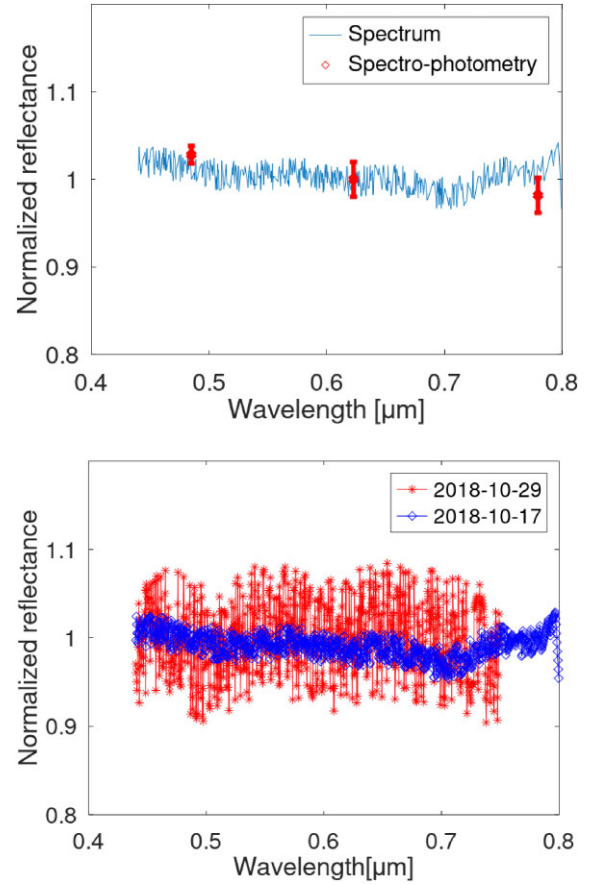 Spectrum
Spectro-photometry
1.1
1
0.9
0.8
Normalized reflectance
0.4 0.5 0.6 0.7 0.8
Wavelength [µm]
2018-10-29
2018-10-17
1.1
1
0.9
0.8
Normalized reflectance
0.4 0.5 0.6 0.7 0.8
Wavelength[µm]